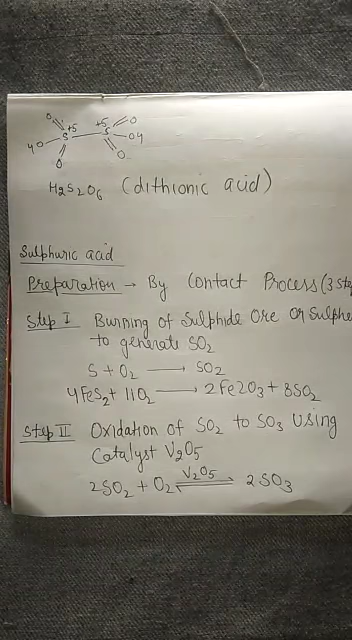 O +5 +5 O
HO S S OH
O O
H2S2O6 (dithionic acid)
Sulphuric acid
Preparation → By Contact Process (3 ste
Step I Burning of Sulphide Ore Or Sulphe
to generate SO2
S + O2 → SO2
4FeS2 + 11O2 → 2Fe2O3 + 8SO2
Step II Oxidation of SO2 to SO3 Using
Catalyst V2O5
2SO2 + O2 ⇌ V2O5 2SO3